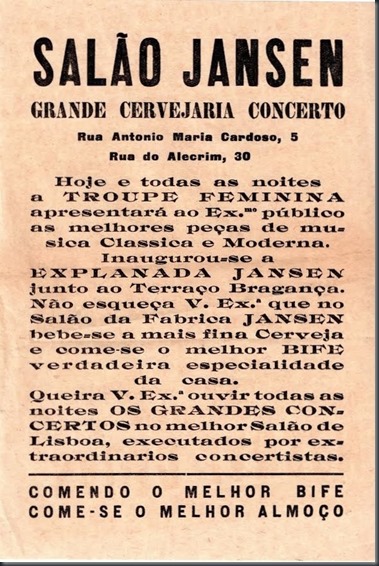 SALÃO JANSEN
GRANDE CERVEJARIA CONCERTO
Rua Antonio Maria Cardoso, 5
Rua do Alecrim, 30
Hoje e todas as noites
a TROUPE FEMININA
apresentará ao Ex.mo público
as melhores peças de mu-
sica Classica e Moderna.
Inaugurou-se a
EXPLANADA JANSEN
junto ao Terraço Bragança.
Não esqueça V. Ex.ª que no
Salão da Fabrica JANSEN
bebe-se a mais fina Cerveja
e come-se o melhor BIFE
verdadeira especialidade
da casa.
Queira V. Ex.ª ouvir todas as
noites OS GRANDES CON-
CERTOS no melhor Salão de
Lisboa, executados por ex-
traordinarios concertistas.
COMENDO O MELHOR BIFE
COME-SE O MELHOR ALMOÇO